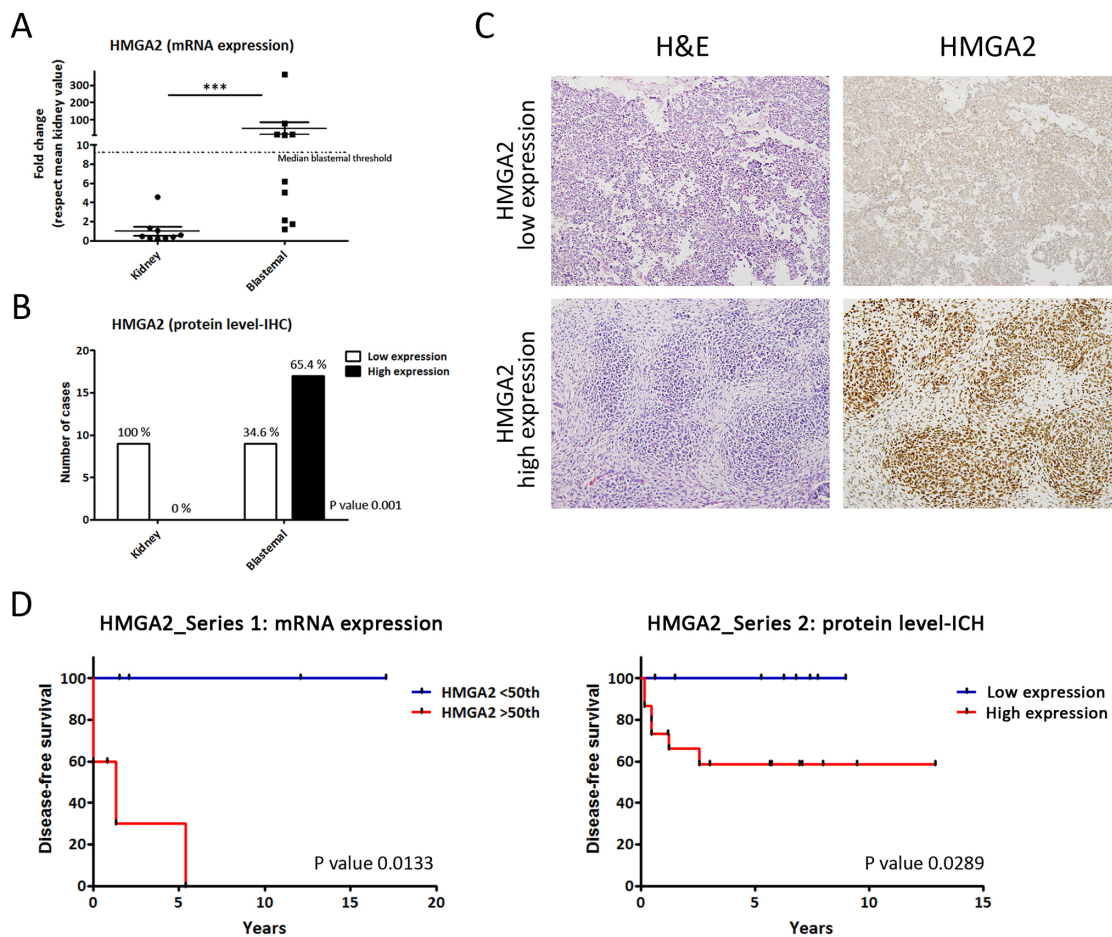 A
HMGA2 (mRNA expression)
Fold change
(respect mean kidney value)
300
200
100
10
8
6
4
2
0
***
Median blastemal threshold
Kidney
Blastemal
B
HMGA2 (protein level-IHC)
Number of cases
20
15
10
5
0
100 %
0 %
34.6 %
65.4 %
Low expression
High expression
P value 0.001
Kidney
Blastemal
C
H&E
HMGA2
HMGA2
low expression
HMGA2
high expression
D
HMGA2_Series 1: mRNA expression
Disease-free survival
100
80
60
40
20
0
0
5
10
15
20
Years
HMGA2 <50th
HMGA2 >50th
P value 0.0133
HMGA2_Series 2: protein level-ICH
Disease-free survival
100
80
60
40
20
0
0
5
10
15
Years
Low expression
High expression
P value 0.0289